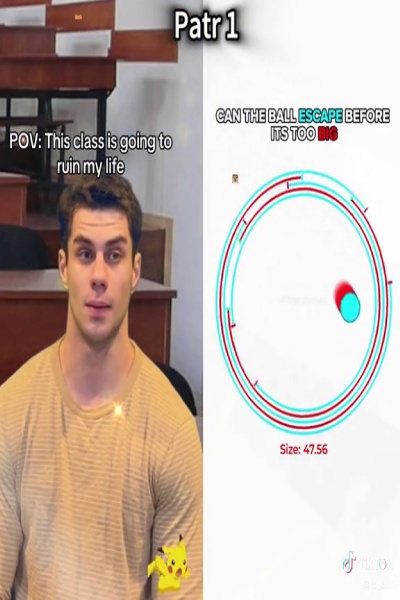 Patr 1
POV: This class is going to
ruin my life
CAN THE BALL ESCAPE BEFORE
ITS TOO BIG
Size: 47.56